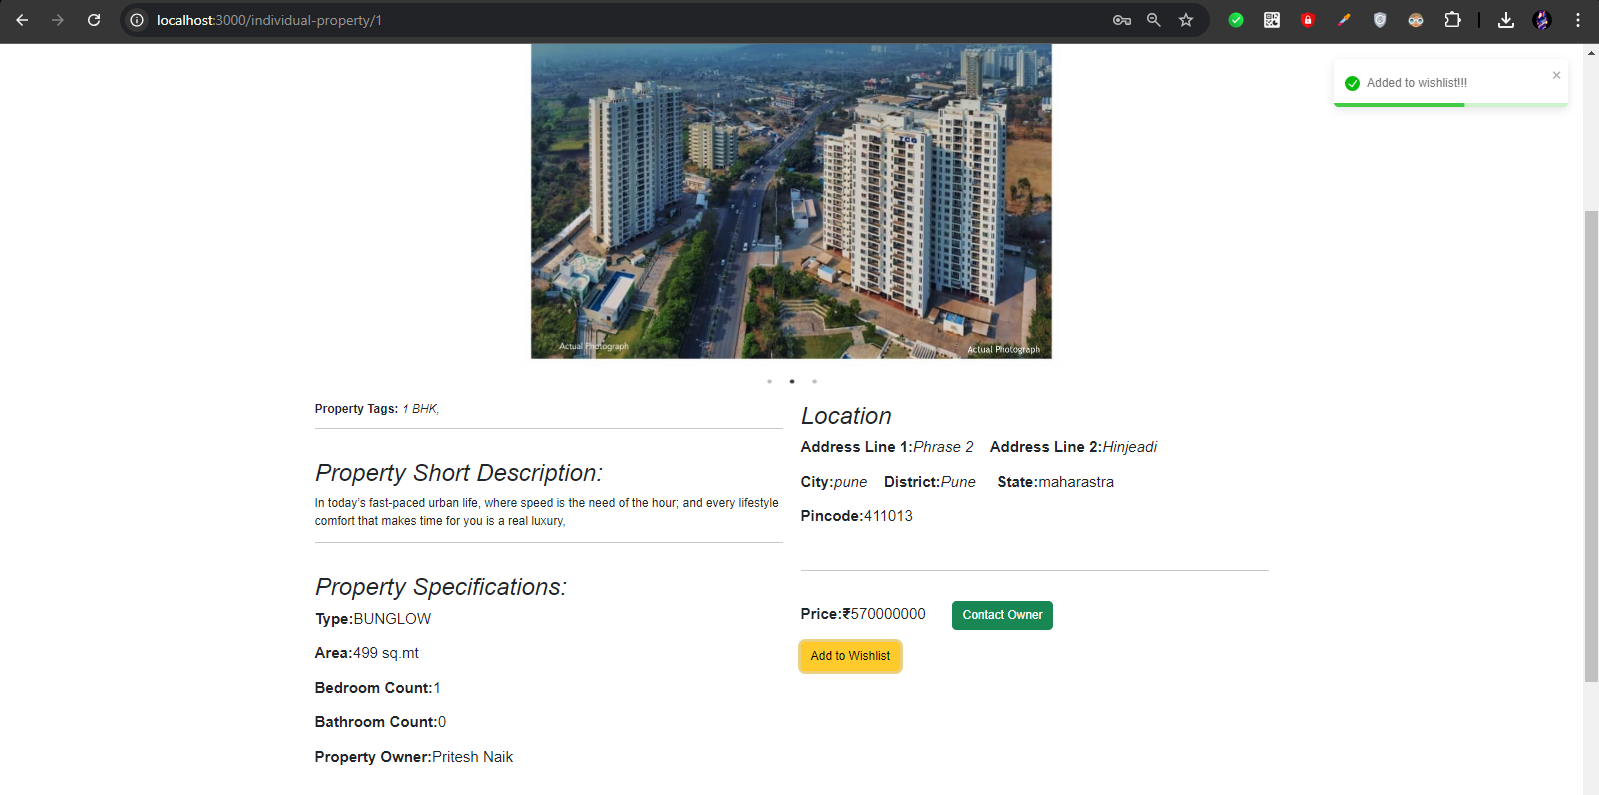 localhost:3000/individual-property/1
Added to wishlist!!!
TCG
Actual Photograph
Actual Photograph
Property Tags: 1 BHK,
Property Short Description:
In today's fast-paced urban life, where speed is the need of the hour; and every lifestyle
comfort that makes time for you is a real luxury,
Property Specifications:
Type:BUNGLOW
Area:499 sq.mt
Bedroom Count:1
Bathroom Count:0
Property Owner:Pritesh Naik
Location
Address Line 1:Phrase 2 Address Line 2:Hinjeadi
City:pune District:Pune State:maharastra
Pincode:411013
Price:₹570000000 Contact Owner
Add to Wishlist